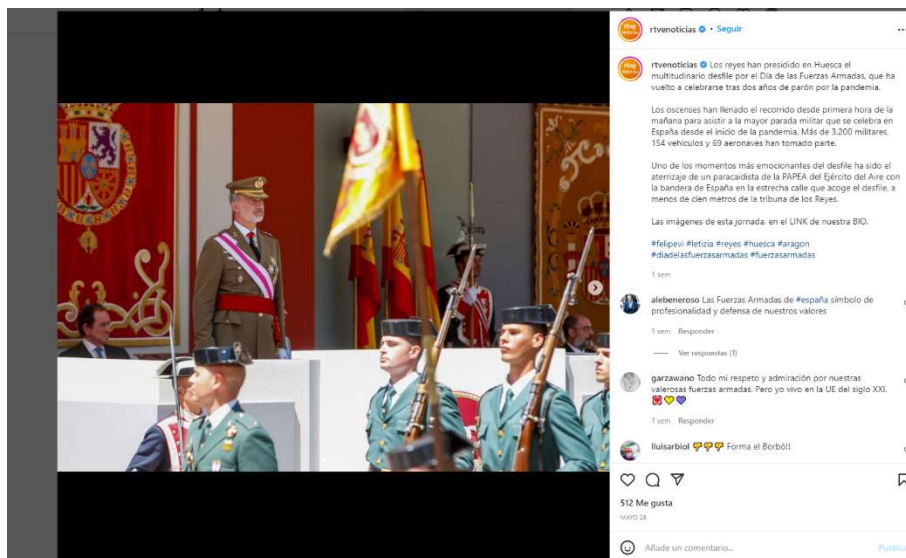 rtvenoticias • Seguir
rtvenoticias Los reyes han presidido en Huesca el
multitudinario desfile por el Día de las Fuerzas Armadas, que ha
vuelto a celebrarse tras dos años de parón por la pandemia.
Los oscenses han llenado el recorrido desde primera hora de la
mañana para asistir a la mayor parada militar que se celebra en
España desde el inicio de la pandemia. Más de 3.200 militares,
154 vehículos y 69 aeronaves han tomado parte.
Uno de los momentos más emocionantes del desfile ha sido el
aterrizaje de un paracaidista de la PAPEA del Ejército del Aire con
la bandera de España en la estrecha calle que acoge el desfile, a
menos de cien metros de la tribuna de los Reyes.
Las imágenes de esta jornada, en el LINK de nuestra BIO.
#felipevi #letizia #reyes #huesca #aragon
#diadelasfuerzasarmadas #fuerzasarmadas
1 sem
alebeneroso Las Fuerzas Armadas de #españa símbolo de
profesionalidad y defensa de nuestros valores
1 sem Responder
Ver respuestas (1)
garzawano Todo mi respeto y admiración por nuestras
valerosas fuerzas armadas. Pero yo vivo en la UE del siglo XXI.
1 sem Responder
lluisarbiol Forma el Borbó!!
512 Me gusta
MAYO 28
Añade un comentario...
Publica